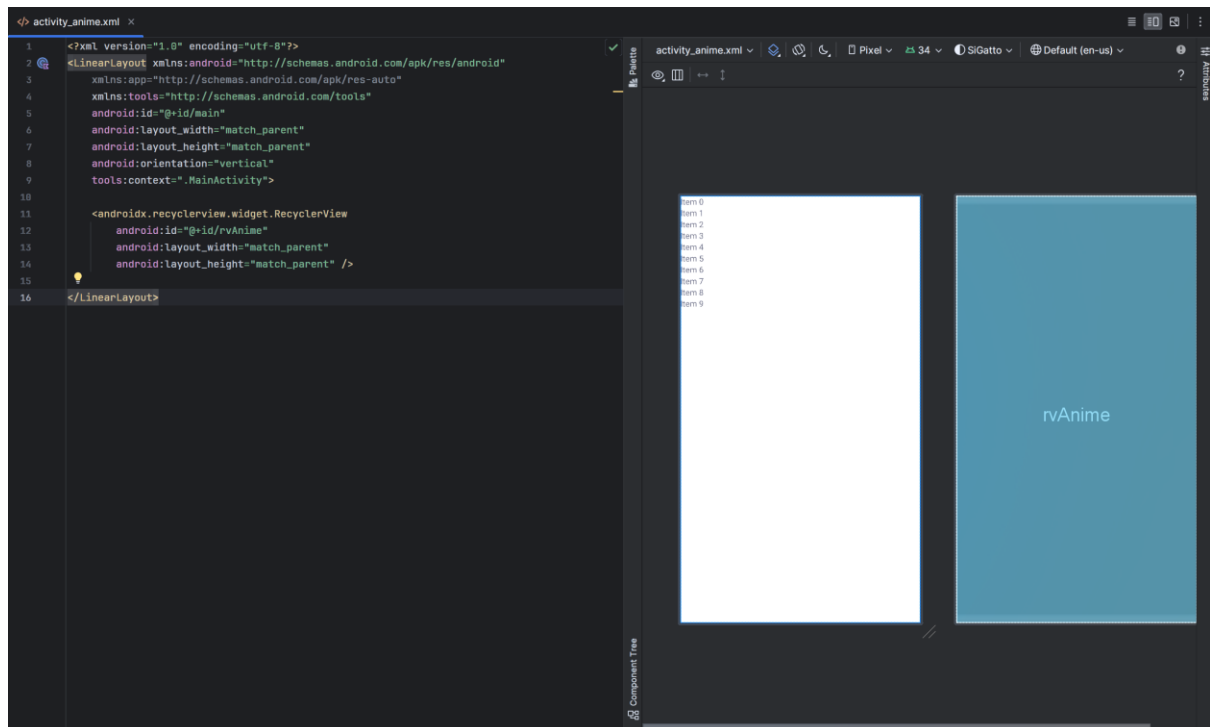 activity_anime.xml
1 <?xml version="1.0" encoding="utf-8"?>
2 <LinearLayout xmlns:android="http://schemas.android.com/apk/res/android"
3 xmlns:app="http://schemas.android.com/apk/res-auto"
4 xmlns:tools="http://schemas.android.com/tools"
5 android:id="@+id/main"
6 android:layout_width="match_parent"
7 android:layout_height="match_parent"
8 android:orientation="vertical"
9 tools:context=".MainActivity">
10
11 <androidx.recyclerview.widget.RecyclerView
12 android:id="@+id/rvAnime"
13 android:layout_width="match_parent"
14 android:layout_height="match_parent" />
15
16 </LinearLayout>
Palette
Component Tree
activity_anime.xml Pixel 34 SiGatto Default (en-us)
?
Attributes
Item 0
Item 1
Item 2
Item 3
Item 4
Item 5
Item 6
Item 7
Item 8
Item 9
rvAnime